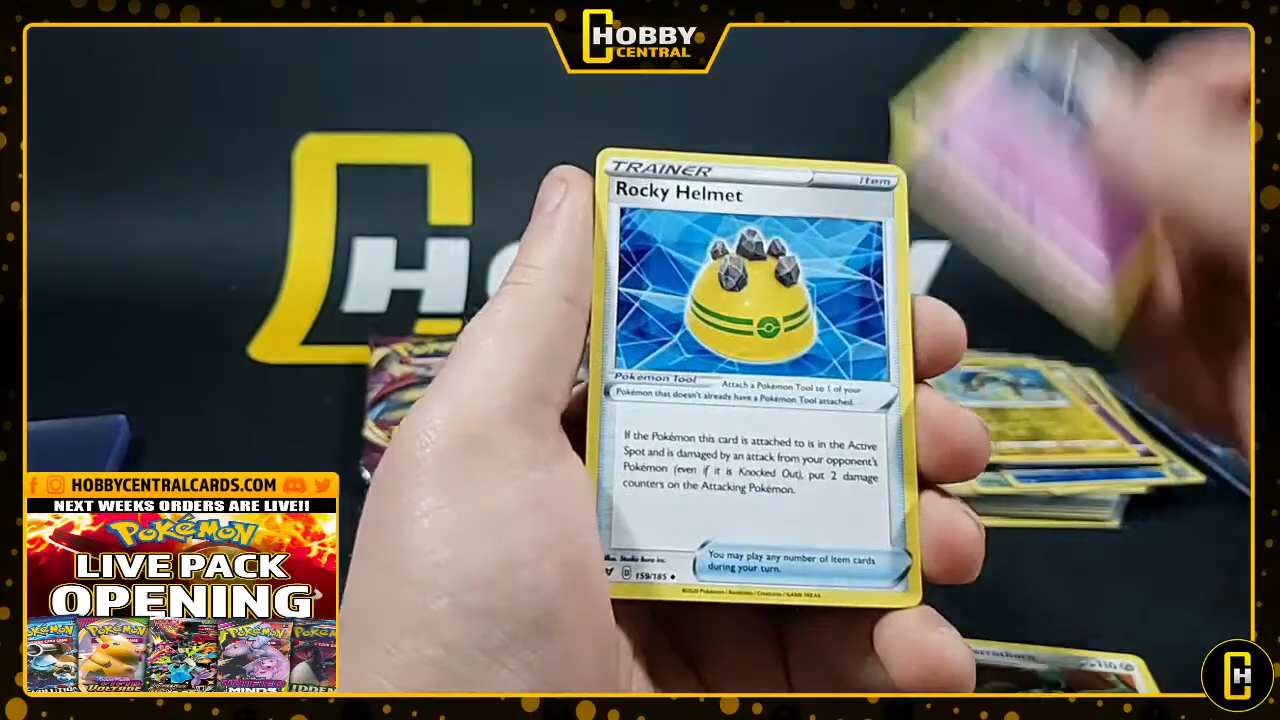 HOBBY
CENTRAL
TRAINER
Item
Rocky Helmet
Pokémon Tool
Attach a Pokémon Tool to 1 of your
Pokémon that doesn't already have a Pokémon Tool attached.
If the Pokémon this card is attached to is in the Active
Spot and is damaged by an attack from your opponent's
Pokémon (even if it is Knocked Out), put 2 damage
counters on the Attacking Pokémon.
You may play any number of Item cards
during your turn.
D 159/185
HOBBYCENTRALCARDS.COM
NEXT WEEKS ORDERS ARE LIVE!!
POKÉMON
LIVE PACK
OPENING
VOLTAGE
MINDS
H